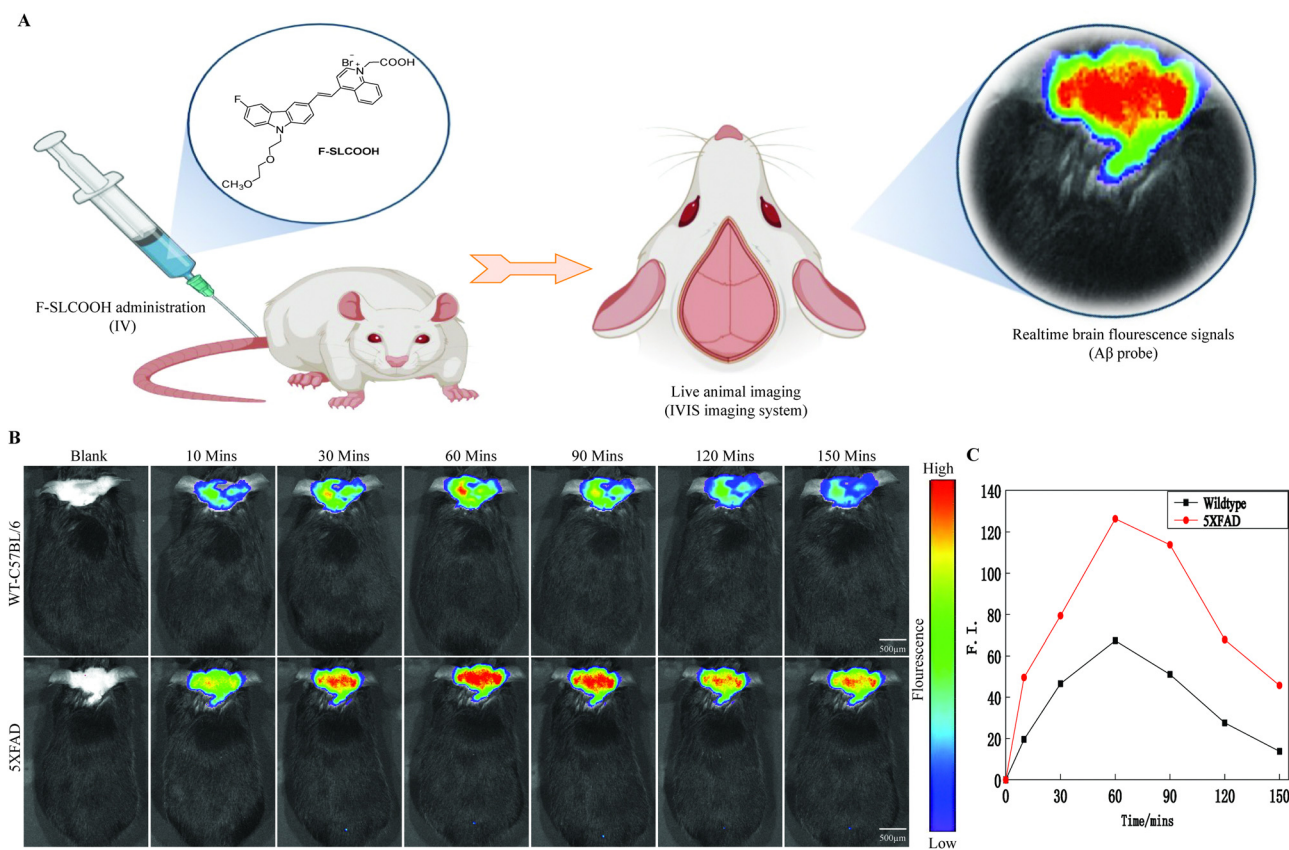 A
Br⁻
N⁺
COOH
F
N
O
F-SLCOOH
O
CH₃O
F-SLCOOH administration
(IV)
Live animal imaging
(IVIS imaging system)
Realtime brain flourescence signals
(Aβ probe)
B
Blank
10 Mins
30 Mins
60 Mins
90 Mins
120 Mins
150 Mins
WT-C57BL/6
500μm
5XFAD
500μm
High
Fluorescence
Low
C
Wildtype
5XFAD
F. I.
140
120
100
80
60
40
20
0
0
30
60
90
120
150
Time/mins